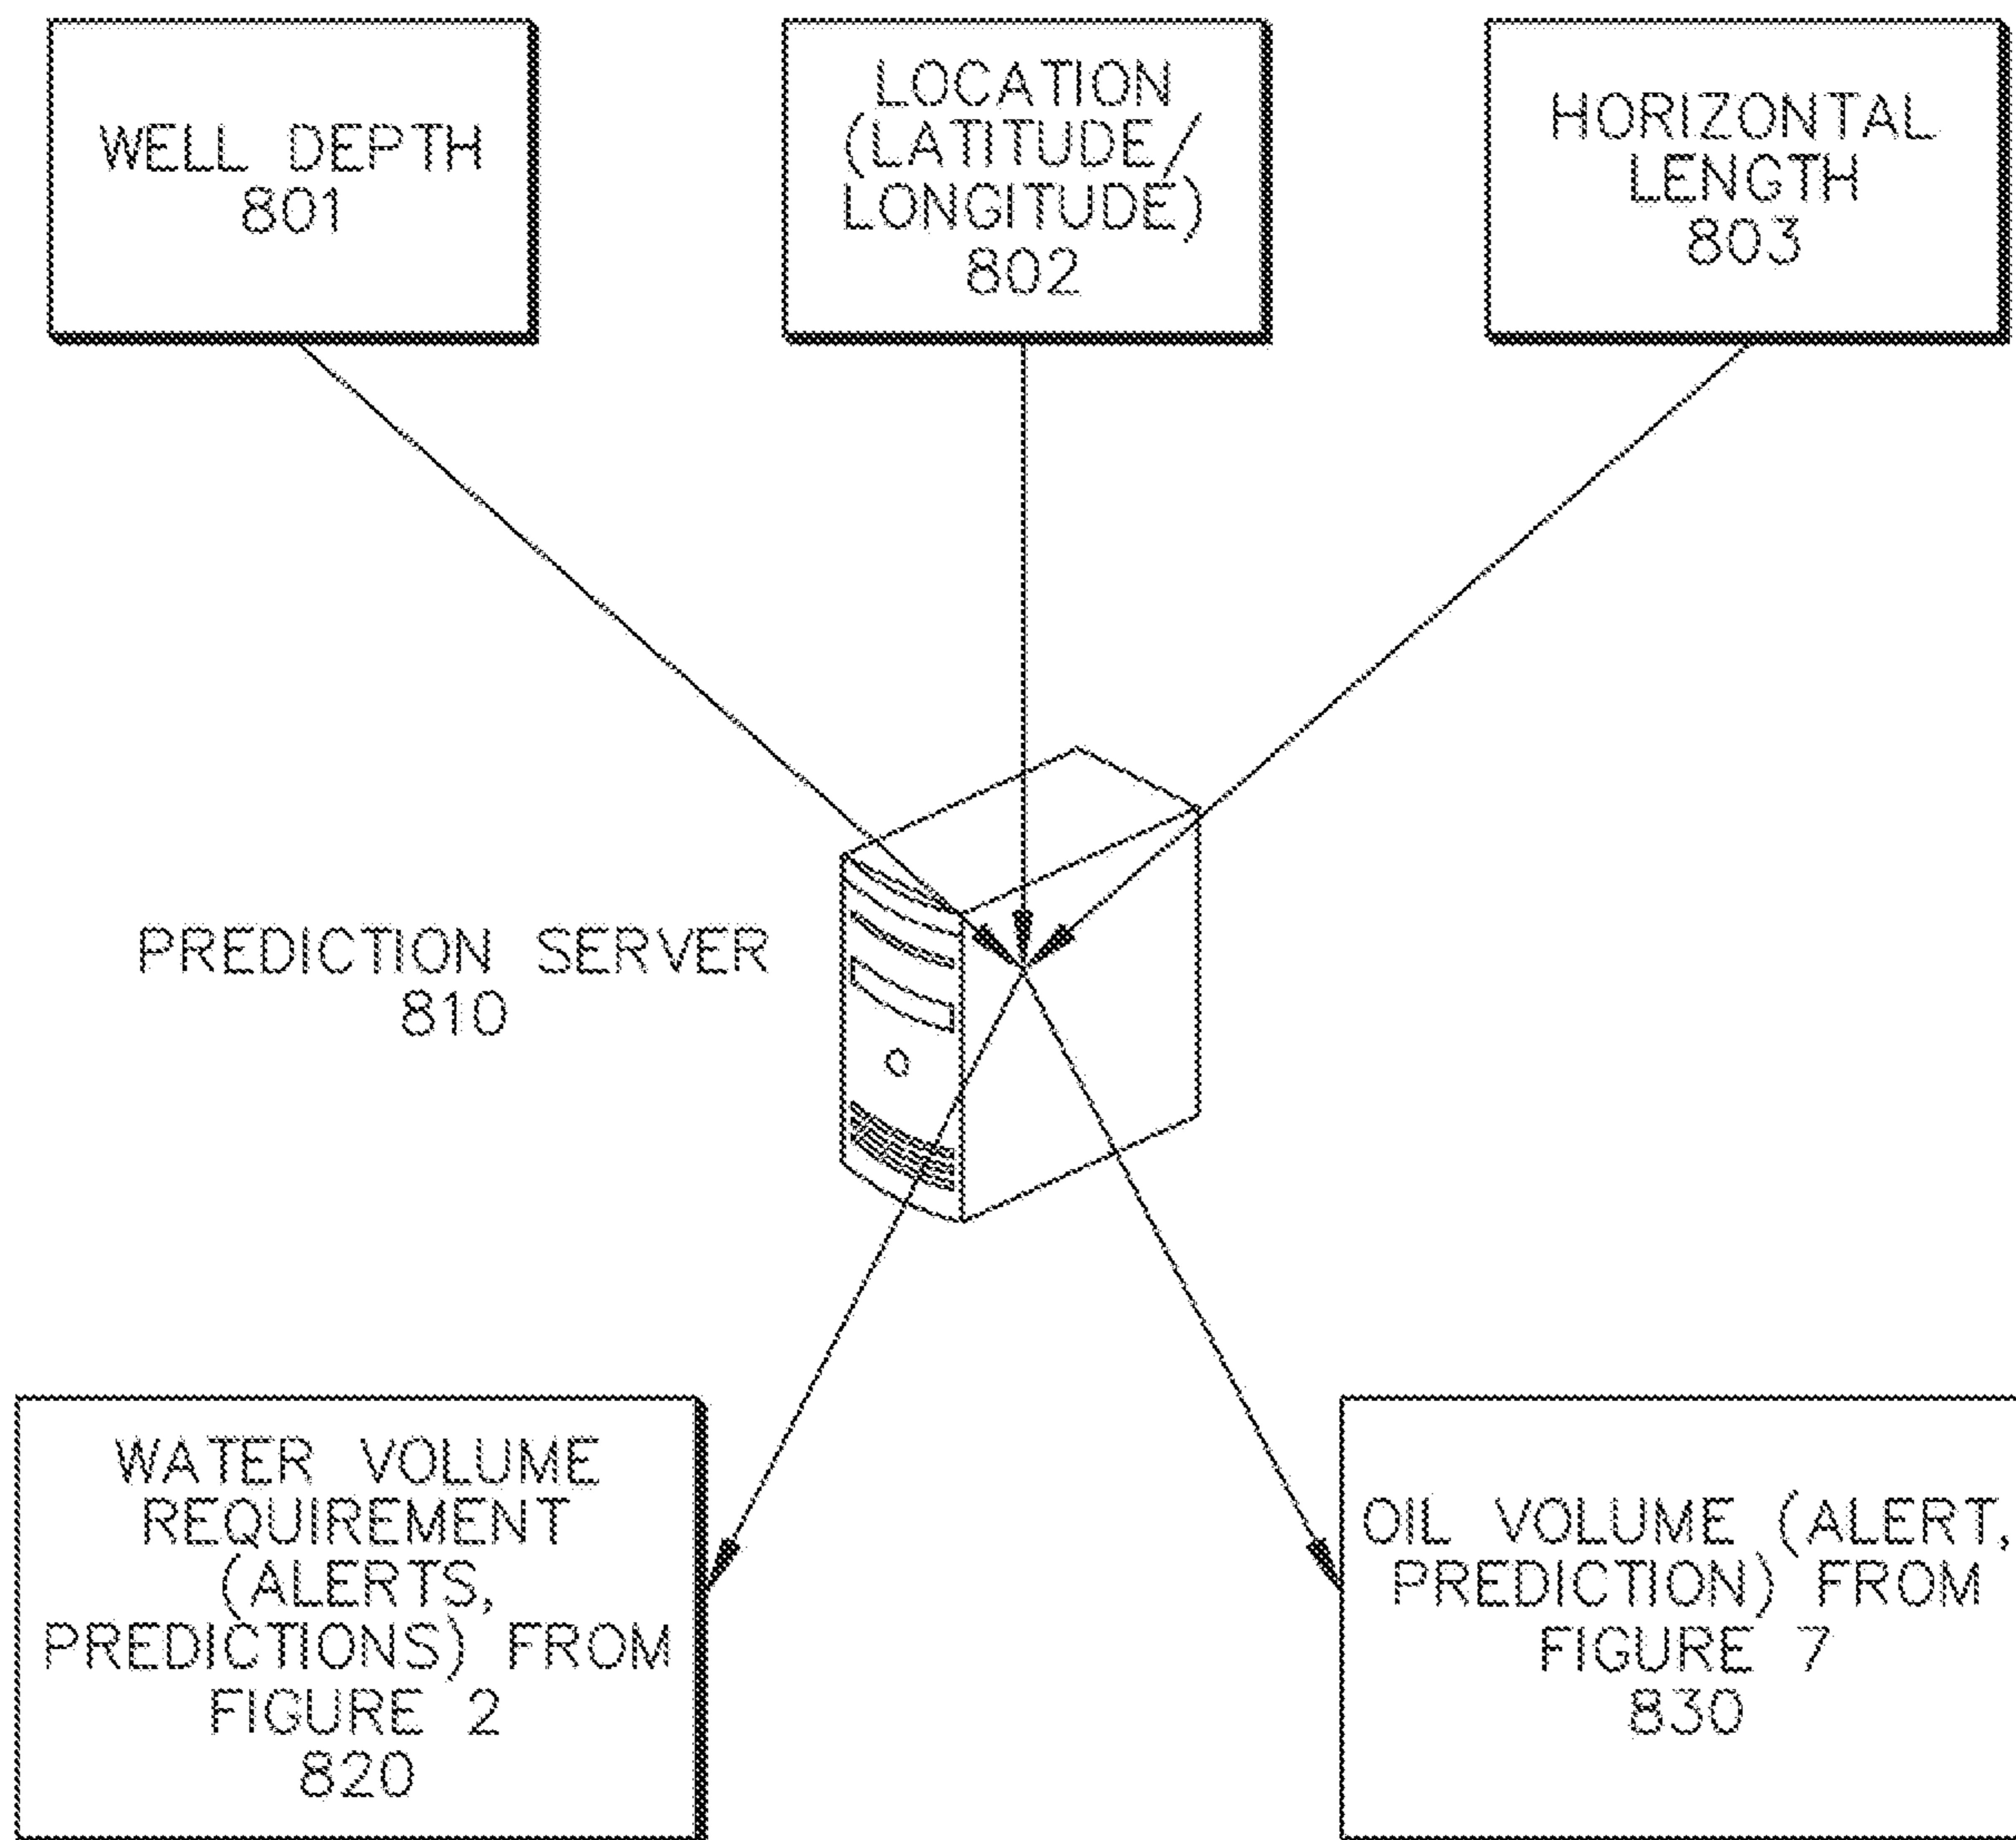 WELL DEPTH
801
LOCATION
(LATITUDE/
LONGITUDE)
802
HORIZONTAL
LENGTH
803
PREDICTION SERVER
810
WATER VOLUME
REQUIREMENT
(ALERTS,
PREDICTIONS) FROM
FIGURE 2
820
OIL VOLUME (ALERT,
PREDICTION) FROM
FIGURE 7
830